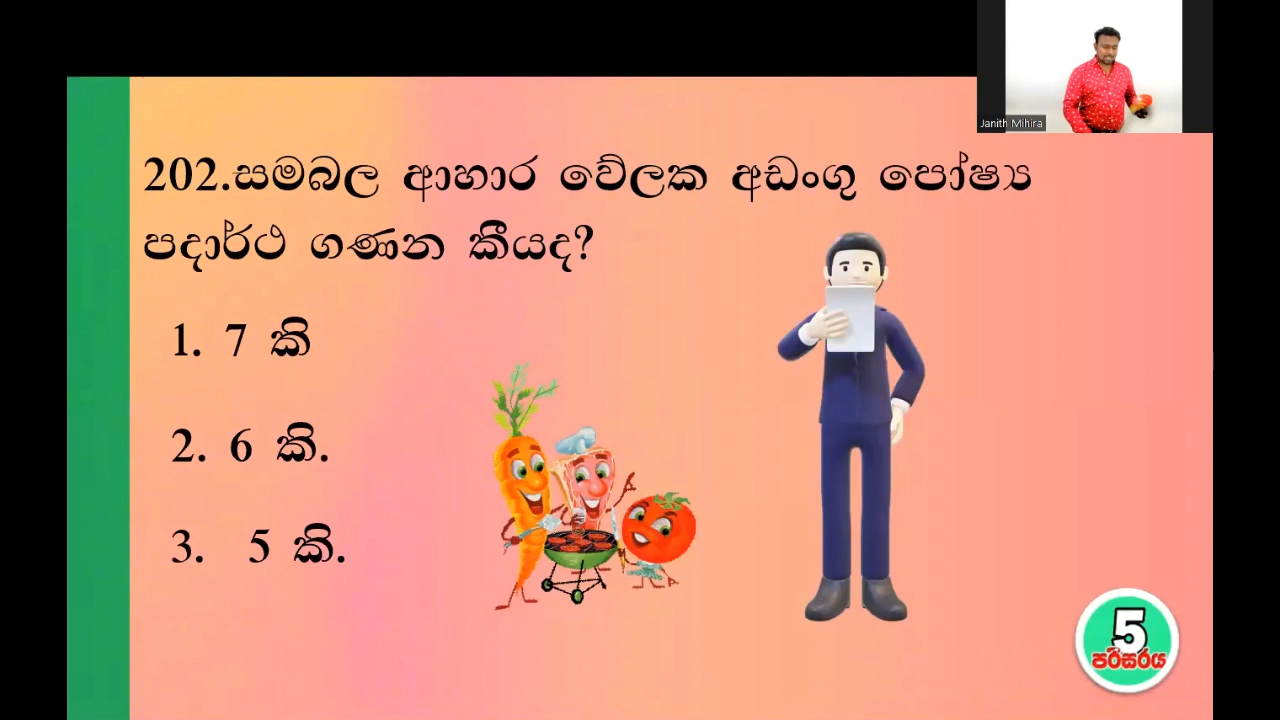 Janith Mihira
202.සමබල ආහාර වේලක අඩංගු පෝෂ්‍ය
පදාර්ථ ගණන කීයද?
1. 7 කි
2. 6 කි.
3. 5 කි.
5
පරිසරය